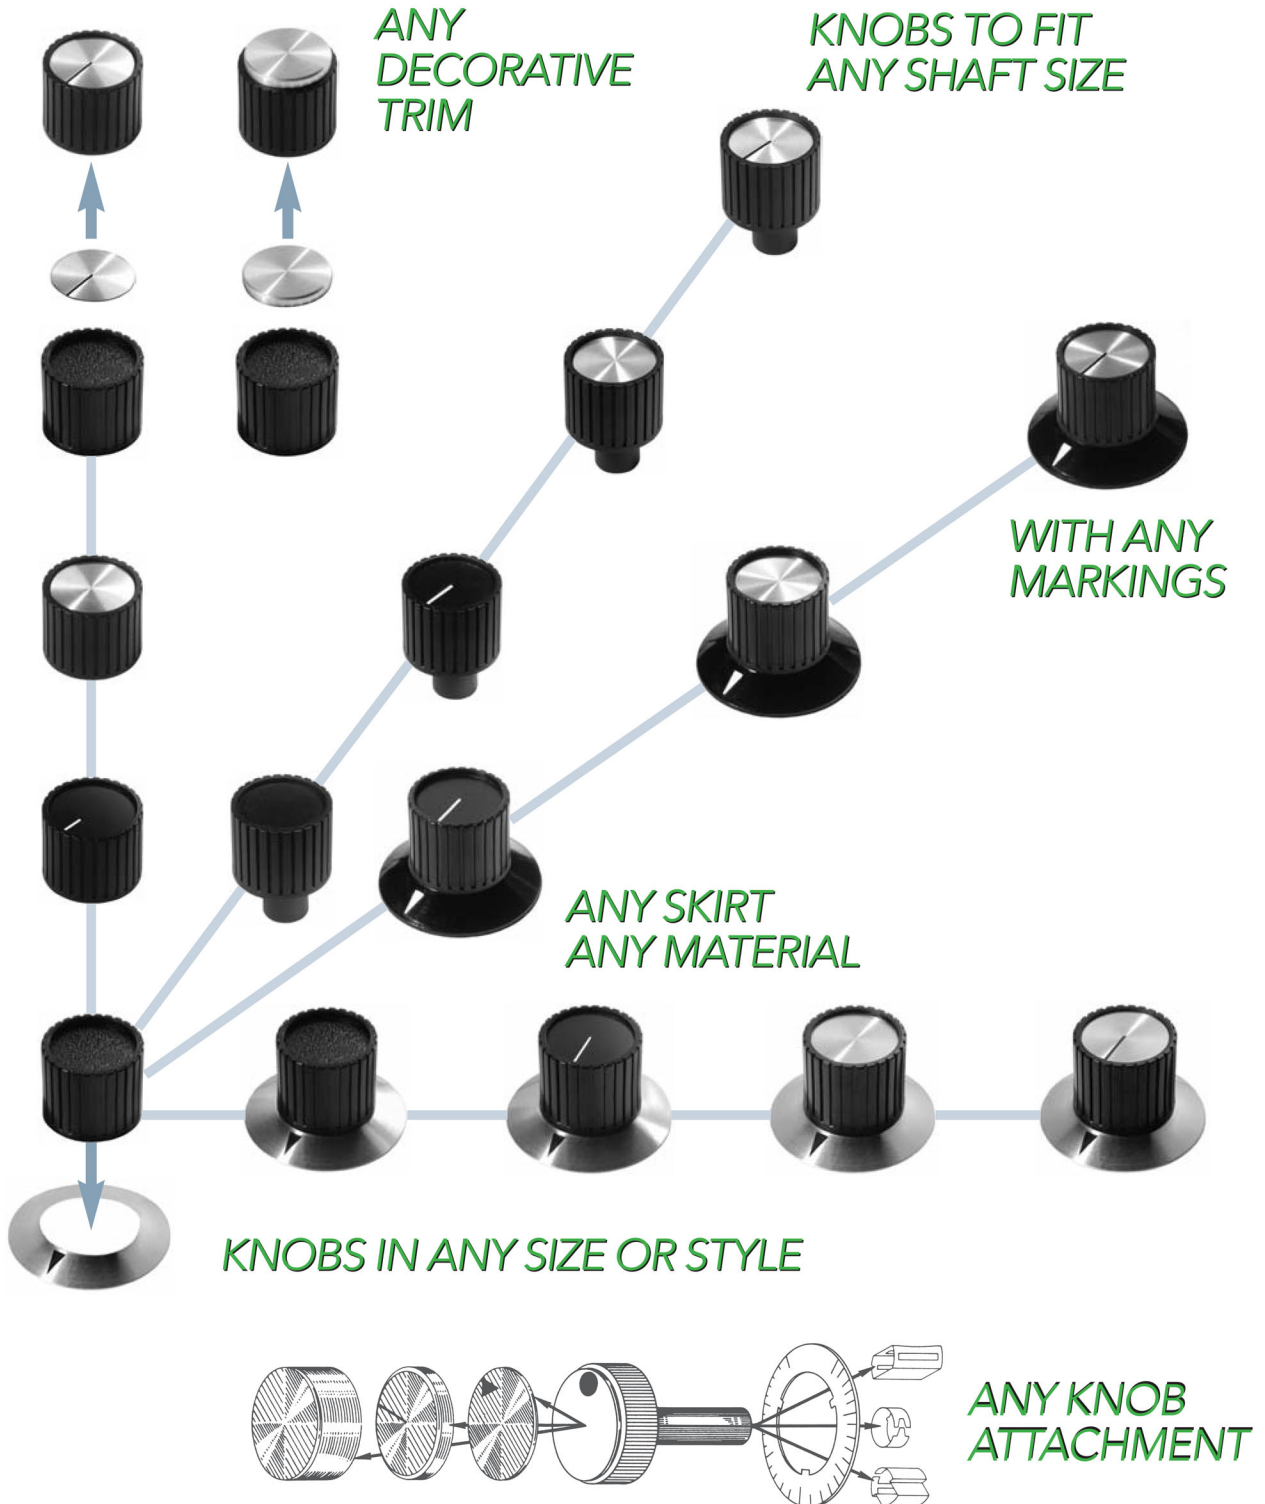 ANY
DECORATIVE
TRIM
KNOBS TO FIT
ANY SHAFT SIZE
WITH ANY
MARKINGS
ANY SKIRT
ANY MATERIAL
KNOBS IN ANY SIZE OR STYLE
ANY KNOB
ATTACHMENT